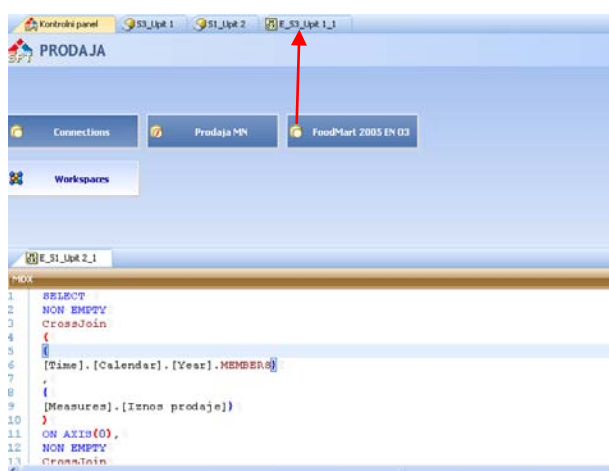 Kontrolni panel S3_Upit 1 S1_Upit 2 E_S3_Upit 1_1
SPT PRODAJA
Connections Prodaja MN FoodMart 2005 EN 03
Workspaces
E_S1_Upit 2_1
MDX
1 SELECT
2 NON EMPTY
3 CrossJoin
4 (
5 {
6 [Time].[Calendar].[Year].MEMBERS}
7 ,
8 {
9 [Measures].[Iznos prodaje]}
10 )
11 ON AXIS(0),
12 NON EMPTY
13 CrossJoin